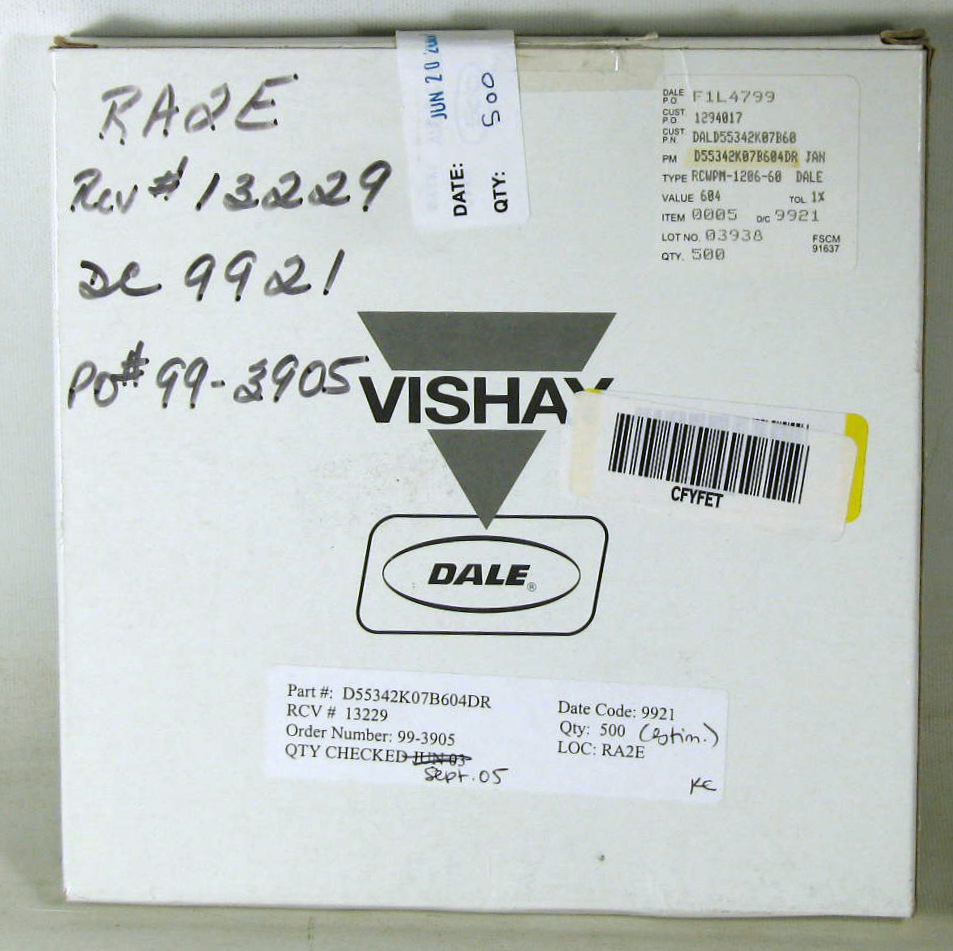 RA2E
Rcv # 13229
DC 9921
PO# 99-3905
JUN 20
DATE:
QTY: 500
DALE P.O F1L4799
CUST P.O 1294017
CUST. P.N DALD55342K07B60
PM D55342K07B604DR JAN
TYPE RCWPM-1206-60 DALE
VALUE 604 TOL 1%
ITEM 0005 D/C 9921
LOT NO. 03938 FSCM 91637
QTY. 500
VISHAY
CFYFET
DALE®
Part #: D55342K07B604DR
RCV # 13229
Order Number: 99-3905
QTY CHECKED JUN 03
Sept. 05
Date Code: 9921
Qty: 500 (Estim.)
LOC: RA2E
KC